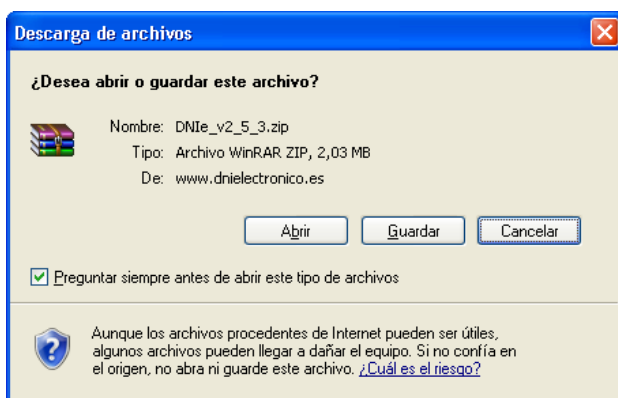 Descarga de archivos
¿Desea abrir o guardar este archivo?
Nombre: DNIe_v2_5_3.zip
Tipo: Archivo WinRAR ZIP, 2,03 MB
De: www.dnielectronico.es
Abrir Guardar Cancelar
Preguntar siempre antes de abrir este tipo de archivos
Aunque los archivos procedentes de Internet pueden ser útiles,
algunos archivos pueden llegar a dañar el equipo. Si no confía en
el origen, no abra ni guarde este archivo. ¿Cuál es el riesgo?